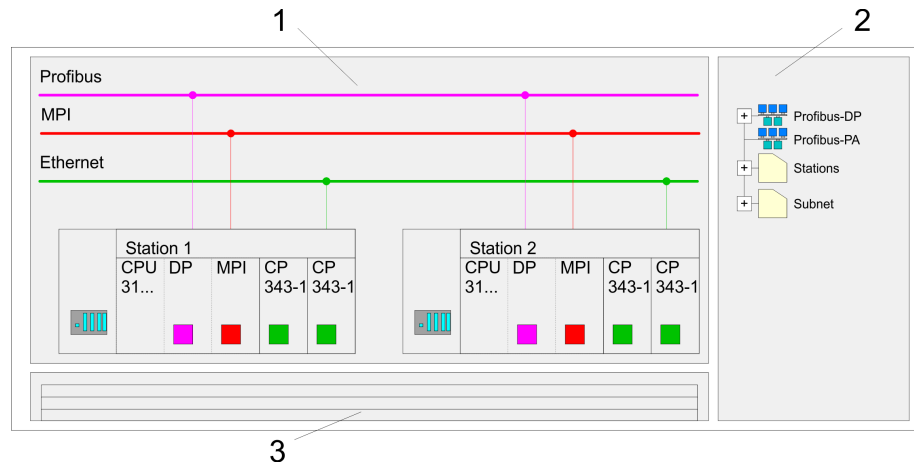 1
2
Profibus
MPI
Ethernet
Profibus-DP
Profibus-PA
Stations
Subnet
Station 1
CPU DP MPI CP CP
31... 343-1 343-1
Station 2
CPU DP MPI CP CP
31... 343-1 343-1
3